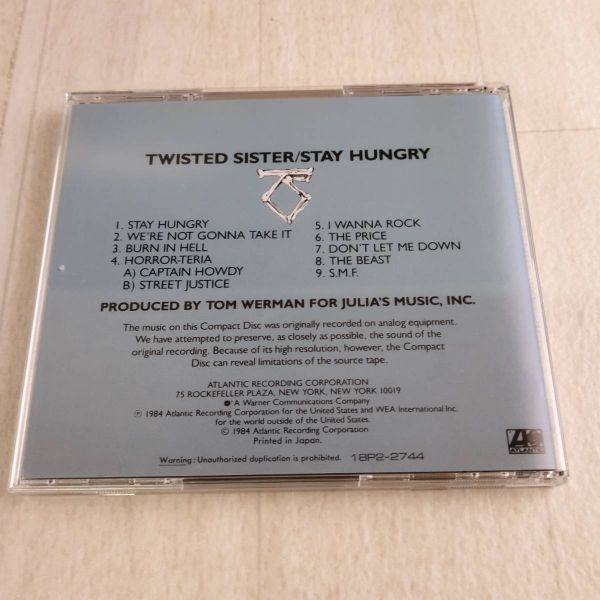 TWISTED SISTER/STAY HUNGRY
1. STAY HUNGRY
2. WE'RE NOT GONNA TAKE IT
3. BURN IN HELL
4. HORROR-TERIA
A) CAPTAIN HOWDY
B) STREET JUSTICE
5. I WANNA ROCK
6. THE PRICE
7. DON'T LET ME DOWN
8. THE BEAST
9. S.M.F.
PRODUCED BY TOM WERMAN FOR JULIA'S MUSIC, INC.
The music on this Compact Disc was originally recorded on analog equipment.
We have attempted to preserve, as closely as possible, the sound of the
original recording. Because of its high resolution, however, the Compact
Disc can reveal limitations of the source tape.
ATLANTIC RECORDING CORPORATION
75 ROCKEFELLER PLAZA, NEW YORK, NEW YORK 10019
A Warner Communications Company
℗ 1984 Atlantic Recording Corporation for the United States and WEA International Inc.
for the world outside of the United States.
© 1984 Atlantic Recording Corporation
Printed in Japan.
Warning: Unauthorized duplication is prohibited. 18P2-2744
ATLANTIC